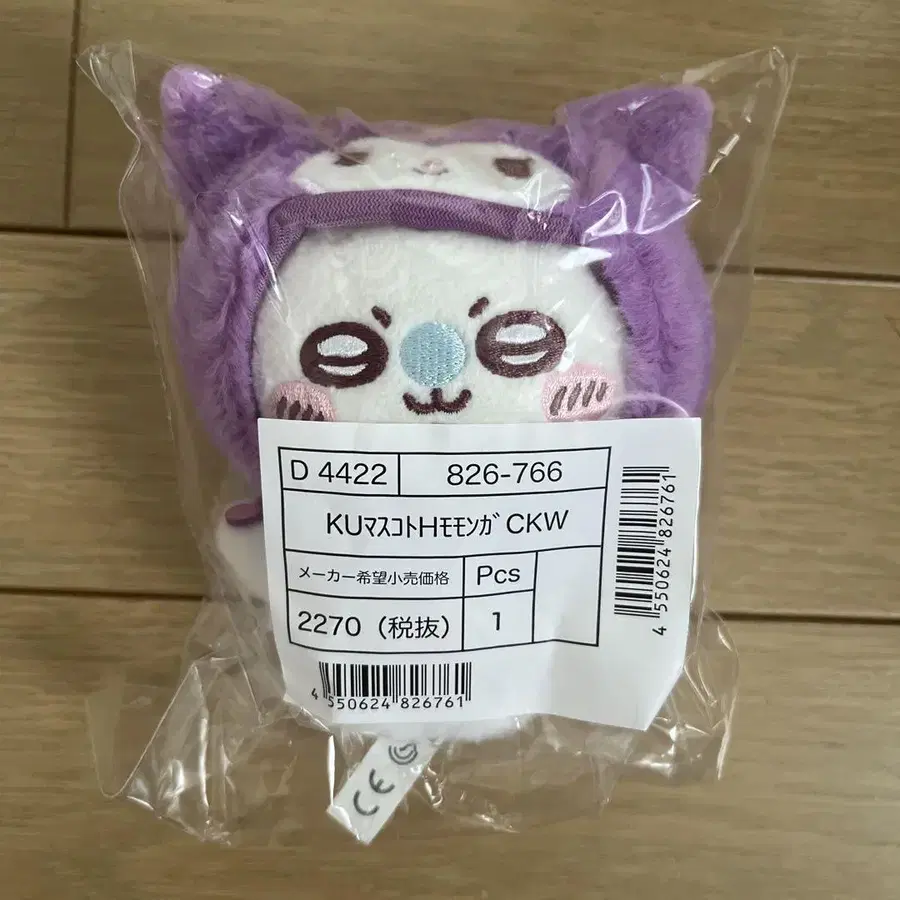 D 4422
826-766
KUﾏｽｺﾄHﾓﾓﾝｶﾞCKW
メーカー希望小売価格
Pcs
2270（税抜）
1
4 550624 826761
4 550624 826761
CE